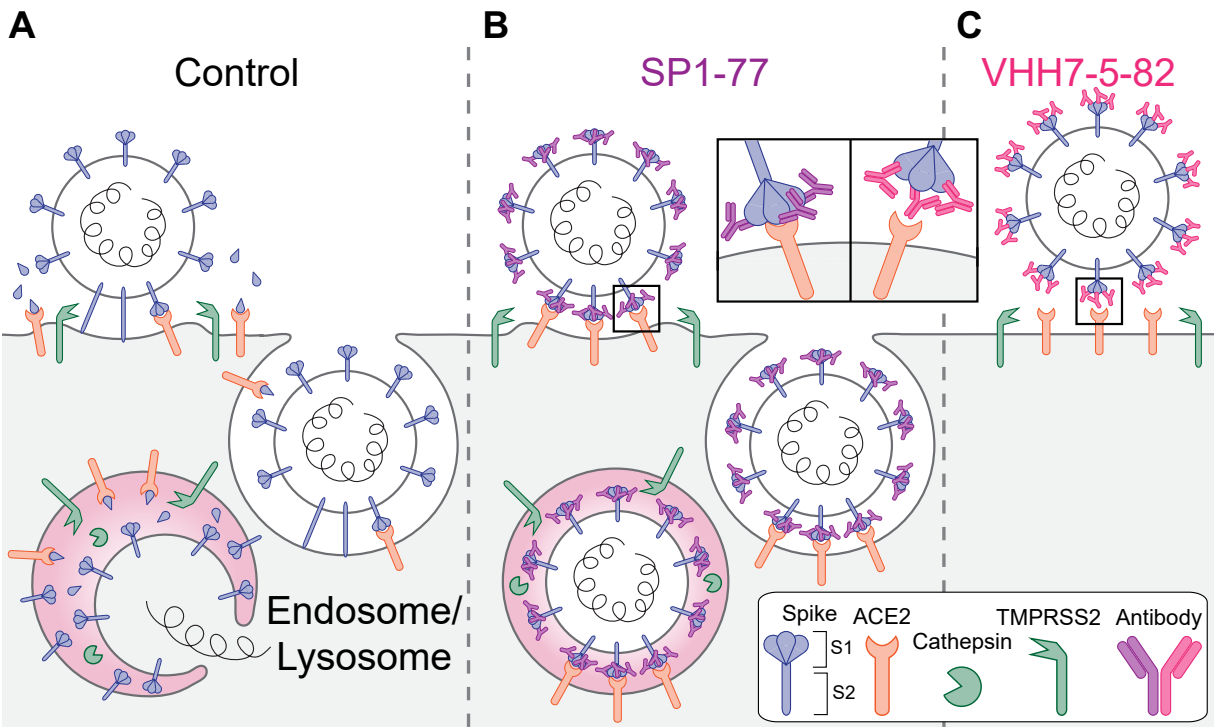 A
B
C
Control
SP1-77
VHH7-5-82
Endosome/
Lysosome
Spike
ACE2
Cathepsin
TMPRSS2
Antibody
S1
S2